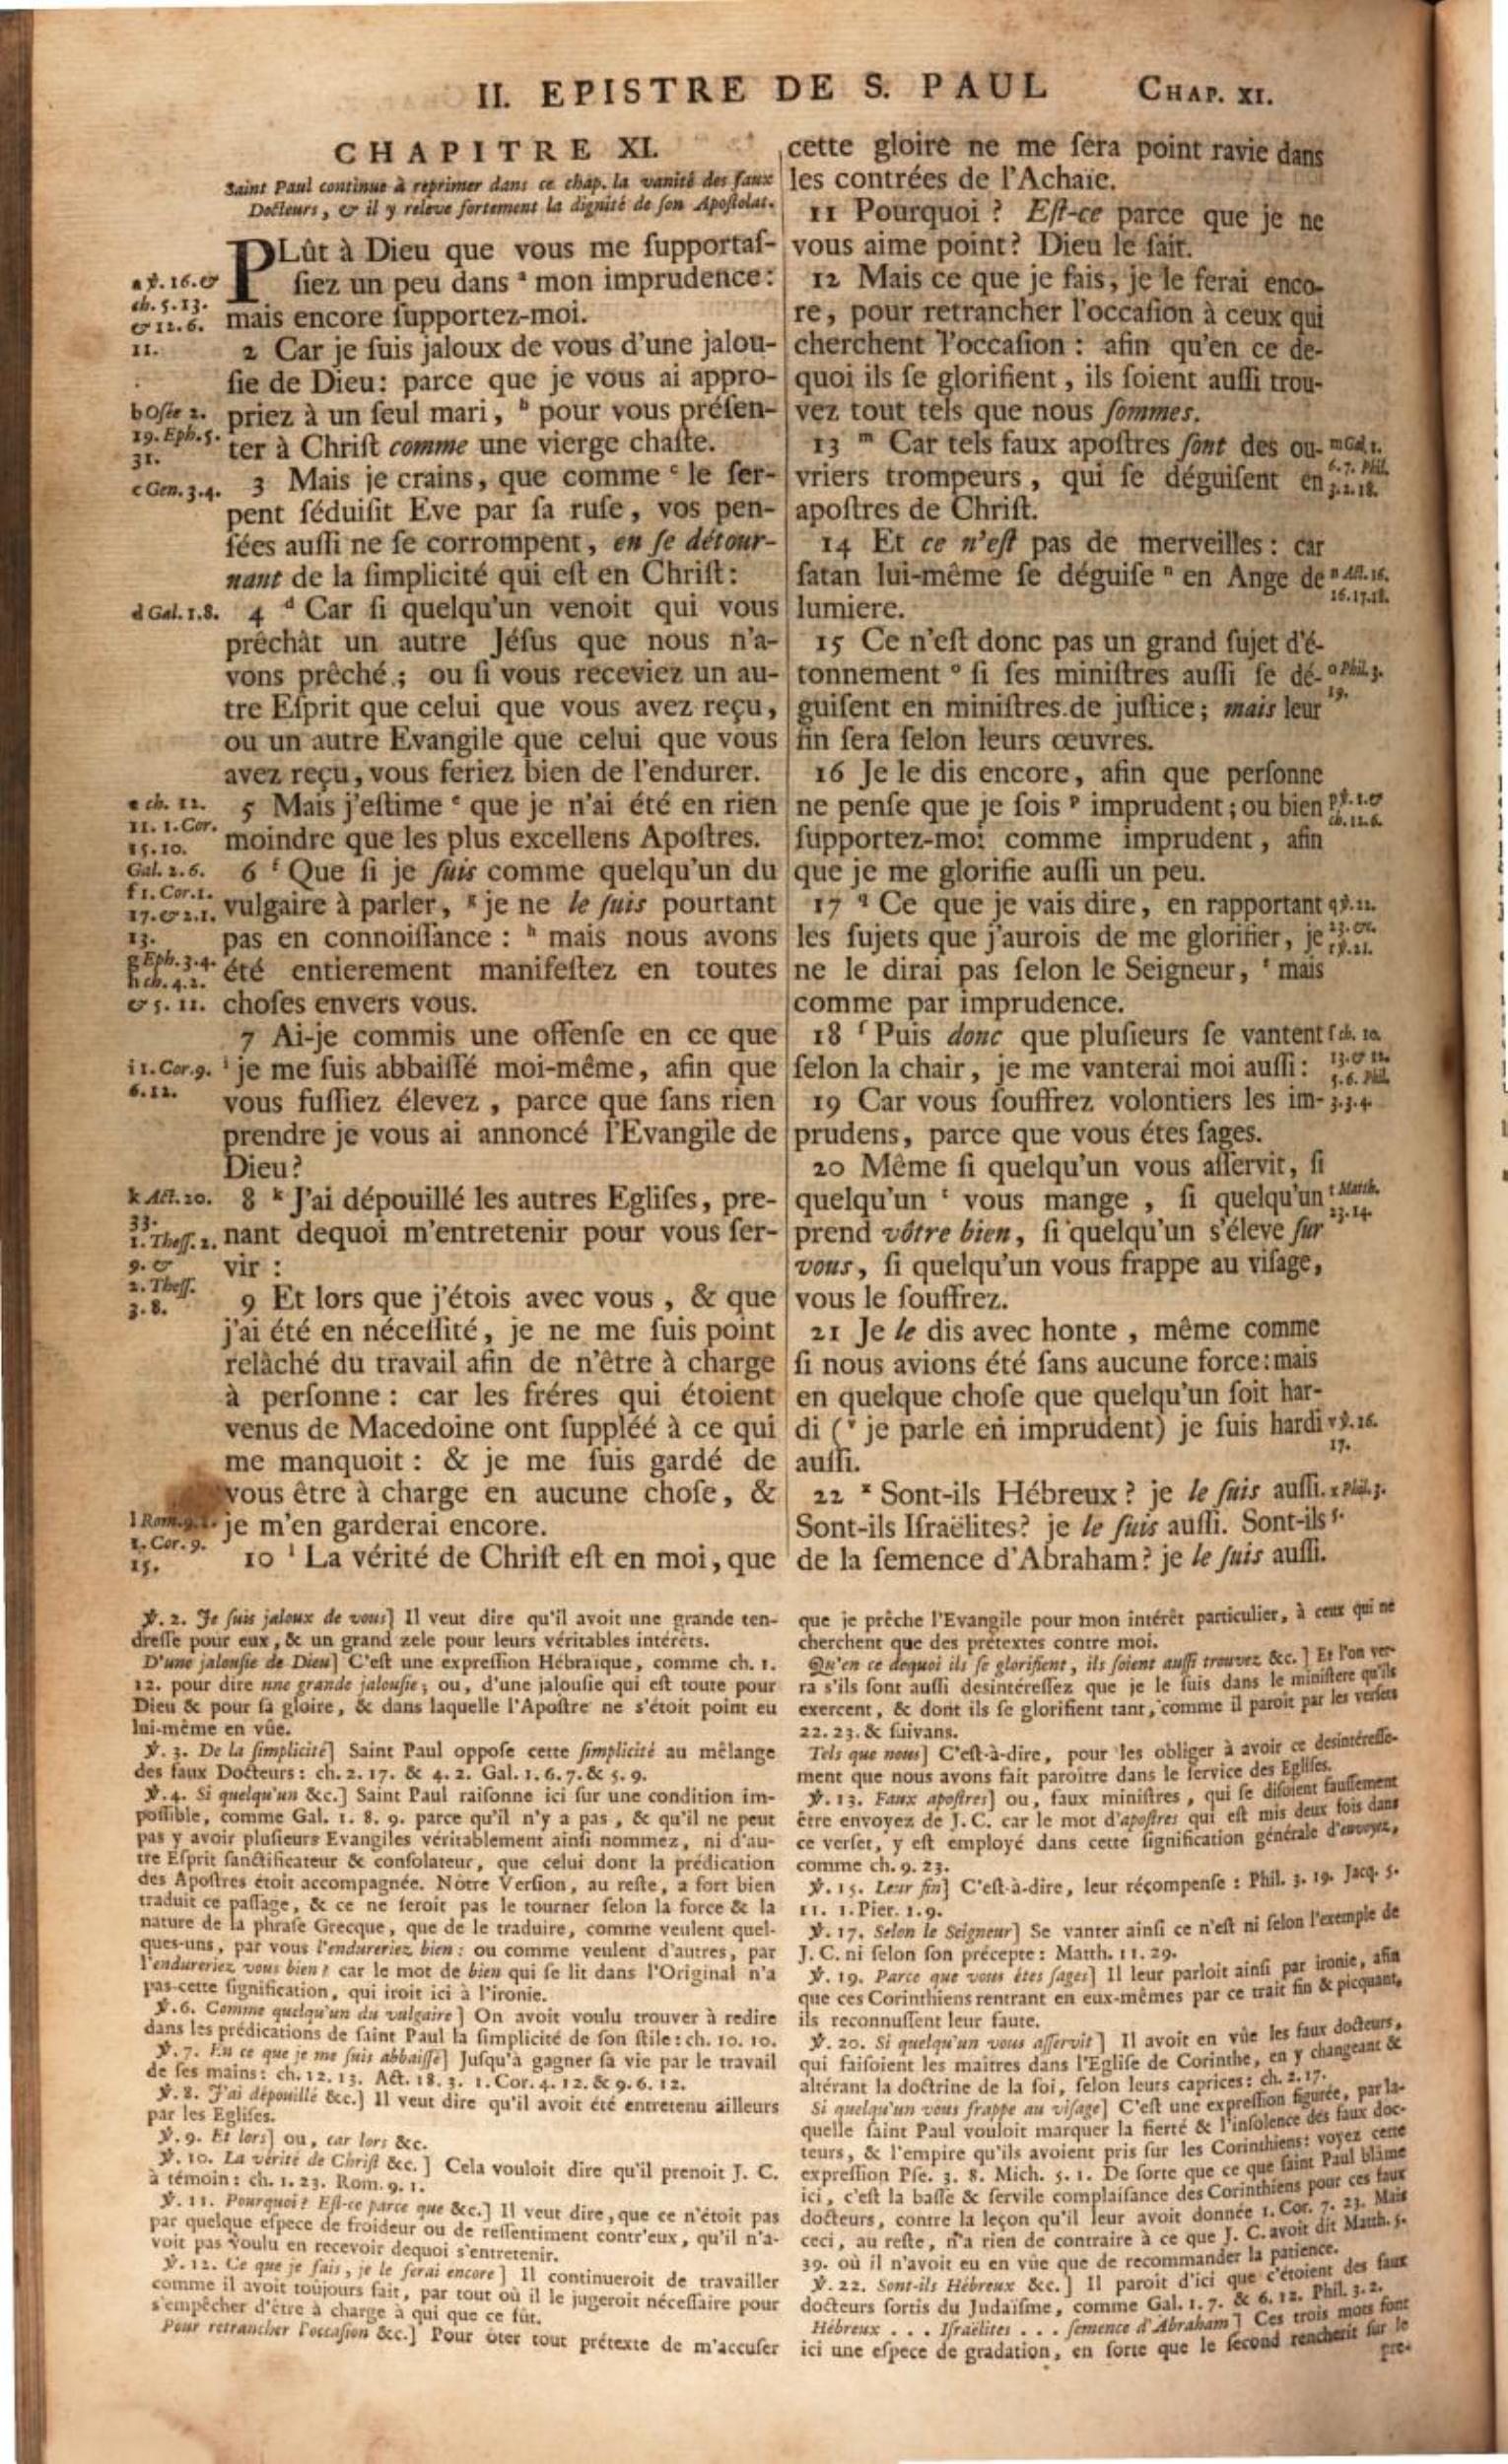 II. EPISTRE DE S. PAUL CHAP. XI.
CHAPITRE XI.
Saint Paul continue à reprimer dans ce chap. la vanité des faux
Docteurs, & il y releve fortement la dignité de son Apostolat.
PLût à Dieu que vous me supportaſ-
ſiez un peu dans ª mon imprudence:
mais encore ſupportez-moi.
2 Car je ſuis jaloux de vous d'une jalou-
ſie de Dieu: parce que je vous ai appro-
priez à un ſeul mari, ᵇ pour vous préſen-
ter à Chriſt comme une vierge chaſte.
3 Mais je crains, que comme ᶜ le ſer-
pent ſéduiſit Eve par ſa ruſe, vos pen-
ſées auſſi ne ſe corrompent, en ſe détour-
nant de la ſimplicité qui eſt en Chriſt:
4 ᵈ Car ſi quelqu'un venoit qui vous
prêchât un autre Jéſus que nous n'a-
vons prêché; ou ſi vous receviez un au-
tre Eſprit que celui que vous avez reçu,
ou un autre Evangile que celui que vous
avez reçu, vous feriez bien de l'endurer.
5 Mais j'eſtime ᵉ que je n'ai été en rien
moindre que les plus excellens Apoſtres.
6 ᶠ Que ſi je ſuis comme quelqu'un du
vulgaire à parler, ᵍ je ne le ſuis pourtant
pas en connoiſſance : ʰ mais nous avons
été entierement manifeſtez en toutes
choſes envers vous.
7 Ai-je commis une offenſe en ce que
ⁱ je me ſuis abbaiſſé moi-même, afin que
vous fuſſiez élevez, parce que ſans rien
prendre je vous ai annoncé l'Evangile de
Dieu?
8 ᵏ J'ai dépouillé les autres Egliſes, pre-
nant dequoi m'entretenir pour vous ſer-
vir :
9 Et lors que j'étois avec vous, & que
j'ai été en néceſſité, je ne me ſuis point
relâché du travail afin de n'être à charge
à perſonne : car les fréres qui étoient
venus de Macedoine ont ſuppléé à ce qui
me manquoit : & je me ſuis gardé de
vous être à charge en aucune choſe, &
je m'en garderai encore.
10 ˡ La vérité de Chriſt eſt en moi, que
a ℣. 16. &
ch. 5. 13.
& 12. 6.
11.
b Osée 2.
19. Eph. 5.
31.
c Gen. 3. 4.
d Gal. 1. 8.
e ch. 12.
11. 1. Cor.
15. 10.
Gal. 2. 6.
f 1. Cor. 1.
17. & 2. 1.
13.
g Eph. 3. 4.
h ch. 4. 2.
& 5. 11.
i 1. Cor. 9.
6. 12.
k Act. 20.
33.
1. Theſſ. 2.
9. &
2. Theſſ.
3. 8.
l Rom. 9. 1.
1. Cor. 9.
15.
cette gloire ne me ſera point ravie dans
les contrées de l'Achaïe.
11 Pourquoi ? Eſt-ce parce que je ne
vous aime point? Dieu le ſait.
12 Mais ce que je fais, je le ferai enco-
re, pour retrancher l'occaſion à ceux qui
cherchent l'occaſion : afin qu'en ce de-
quoi ils ſe glorifient, ils ſoient auſſi trou-
vez tout tels que nous ſommes.
13 ᵐ Car tels faux apoſtres ſont des ou-
vriers trompeurs, qui ſe déguiſent en
apoſtres de Chriſt.
14 Et ce n'eſt pas de merveilles : car
ſatan lui-même ſe déguiſe ⁿ en Ange de
lumiere.
15 Ce n'eſt donc pas un grand ſujet d'é-
tonnement ᵒ ſi ſes miniſtres auſſi ſe dé-
guiſent en miniſtres de juſtice; mais leur
fin ſera ſelon leurs œuvres.
16 Je le dis encore, afin que perſonne
ne penſe que je ſois ᵖ imprudent; ou bien
ſupportez-moi comme imprudent, afin
que je me glorifie auſſi un peu.
17 ᑫ Ce que je vais dire, en rapportant
les ſujets que j'aurois de me glorifier, je
ne le dirai pas ſelon le Seigneur, ʳ mais
comme par imprudence.
18 ᶠ Puis donc que pluſieurs ſe vantent
ſelon la chair, je me vanterai moi auſſi :
19 Car vous ſouffrez volontiers les im-
prudens, parce que vous étes ſages.
20 Même ſi quelqu'un vous aſſervit, ſi
quelqu'un ᵗ vous mange, ſi quelqu'un
prend vôtre bien, ſi quelqu'un s'éleve ſur
vous, ſi quelqu'un vous frappe au viſage,
vous le ſouffrez.
21 Je le dis avec honte, même comme
ſi nous avions été ſans aucune force: mais
en quelque choſe que quelqu'un ſoit har-
di (ᵛ je parle en imprudent) je ſuis hardi
auſſi.
22 ˣ Sont-ils Hébreux ? je le ſuis auſſi.
Sont-ils Iſraëlites? je le ſuis auſſi. Sont-ils
de la ſemence d'Abraham? je le ſuis auſſi.
m Gal. 1.
6. 7. Phil.
3. 2. 18.
n Act. 16.
16. 17. 18.
o Phil. 3.
19.
p ℣. 1. &
ch. 12. 6.
q ℣. 21.
23. &c.
r ℣. 21.
ſ ch. 10.
13. & 12.
5. 6. Phil.
3. 3. 4.
t Matth.
23. 14.
v ℣. 16.
17.
x Phil. 3.
5.
℣. 2. Je ſuis jaloux de vous] Il veut dire qu'il avoit une grande ten-
dreſſe pour eux, & un grand zele pour leurs véritables intérêts.
D'une jalouſie de Dieu] C'eſt une expreſſion Hébraïque, comme ch. 1.
12. pour dire une grande jalouſie; ou, d'une jalouſie qui eſt toute pour
Dieu & pour ſa gloire, & dans laquelle l'Apoſtre ne s'étoit point eu
lui-même en vûe.
℣. 3. De la ſimplicité] Saint Paul oppoſe cette ſimplicité au mêlange
des faux Docteurs: ch. 2. 17. & 4. 2. Gal. 1. 6. 7. & 5. 9.
℣. 4. Si quelqu'un &c.] Saint Paul raiſonne ici ſur une condition im-
poſſible, comme Gal. 1. 8. 9. parce qu'il n'y a pas, & qu'il ne peut
pas y avoir pluſieurs Evangiles véritablement ainſi nommez, ni d'au-
tre Eſprit ſanctificateur & conſolateur, que celui dont la prédication
des Apoſtres étoit accompagnée. Nôtre Verſion, au reſte, a fort bien
traduit ce paſſage, & ce ne ſeroit pas le tourner ſelon la force & la
nature de la phraſe Grecque, que de le traduire, comme veulent quel-
ques-uns, par vous l'endureriez bien : ou comme veulent d'autres, par
l'endureriez vous bien ? car le mot de bien qui ſe lit dans l'Original n'a
pas cette ſignification, qui iroit ici à l'ironie.
℣. 6. Comme quelqu'un du vulgaire] On avoit voulu trouver à redire
dans les prédications de ſaint Paul la ſimplicité de ſon ſtile: ch. 10. 10.
℣. 7. En ce que je me ſuis abbaiſſé] Juſqu'à gagner ſa vie par le travail
de ſes mains: ch. 12. 13. Act. 18. 3. 1. Cor. 4. 12. & 9. 6. 12.
℣. 8. J'ai dépouillé &c.] Il veut dire qu'il avoit été entretenu ailleurs
par les Egliſes.
℣. 9. Et lors] ou, car lors &c.
℣. 10. La vérité de Chriſt &c.] Cela vouloit dire qu'il prenoit J. C.
à témoin: ch. 1. 23. Rom. 9. 1.
℣. 11. Pourquoi? Eſt-ce parce que &c.] Il veut dire, que ce n'étoit pas
par quelque eſpece de froideur ou de reſſentiment contr'eux, qu'il n'a-
voit pas voulu en recevoir dequoi s'entretenir.
℣. 12. Ce que je fais, je le ferai encore] Il continueroit de travailler
comme il avoit toûjours fait, par tout où il le jugeroit néceſſaire pour
s'empêcher d'être à charge à qui que ce fût.
Pour retrancher l'occaſion &c.] Pour ôter tout prétexte de m'accuſer
que je prêche l'Evangile pour mon intérêt particulier, à ceux qui ne
cherchent que des prétextes contre moi.
Qu'en ce dequoi ils ſe glorifient, ils ſoient auſſi trouvez &c.] Et l'on ver-
ra s'ils ſont auſſi desintéreſſez que je le ſuis dans le miniſtere qu'ils
exercent, & dont ils ſe glorifient tant, comme il paroit par les verſets
22. 23. & ſuivans.
Tels que nous] C'eſt-à-dire, pour les obliger à avoir ce desintéreſſe-
ment que nous avons fait paroître dans le ſervice des Egliſes.
℣. 13. Faux apoſtres] ou, faux miniſtres, qui ſe diſoient fauſſement
être envoyez de J. C. car le mot d'apoſtres qui eſt mis deux fois dans
ce verſet, y eſt employé dans cette ſignification générale d'envoyez,
comme ch. 9. 23.
℣. 15. Leur fin] C'eſt-à-dire, leur récompenſe : Phil. 3. 19. Jacq. 5.
11. 1. Pier. 1. 9.
℣. 17. Selon le Seigneur] Se vanter ainſi ce n'eſt ni ſelon l'exemple de
J. C. ni ſelon ſon précepte: Matth. 11. 29.
℣. 19. Parce que vous êtes ſages] Il leur parloit ainſi par ironie, afin
que ces Corinthiens rentrant en eux-mêmes par ce trait fin & picquant,
ils reconnuſſent leur faute.
℣. 20. Si quelqu'un vous aſſervit] Il avoit en vûe les faux docteurs,
qui faiſoient les maîtres dans l'Egliſe de Corinthe, en y changeant &
altérant la doctrine de la foi, ſelon leurs caprices: ch. 2. 17.
Si quelqu'un vous frappe au viſage] C'eſt une expreſſion figurée, par la-
quelle ſaint Paul vouloit marquer la fierté & l'inſolence des faux doc-
teurs, & l'empire qu'ils avoient pris ſur les Corinthiens: voyez cette
expreſſion Pſe. 3. 8. Mich. 5. 1. De ſorte que ce que ſaint Paul blâme
ici, c'eſt la baſſe & ſervile complaiſance des Corinthiens pour ces faux
docteurs, contre la leçon qu'il leur avoit donnée 1. Cor. 7. 23. Mais
ceci, au reſte, n'a rien de contraire à ce que J. C. avoit dit Matth. 5.
39. où il n'avoit eu en vûe que de recommander la patience.
℣. 22. Sont-ils Hébreux &c.] Il paroit d'ici que c'étoient des faux
docteurs ſortis du Judaïſme, comme Gal. 1. 7. & 6. 12. Phil. 3. 2.
Hébreux . . . Iſraëlites . . . ſemence d'Abraham] Ces trois mots font
ici une eſpece de gradation, en ſorte que le ſecond rencherit ſur le
pre-